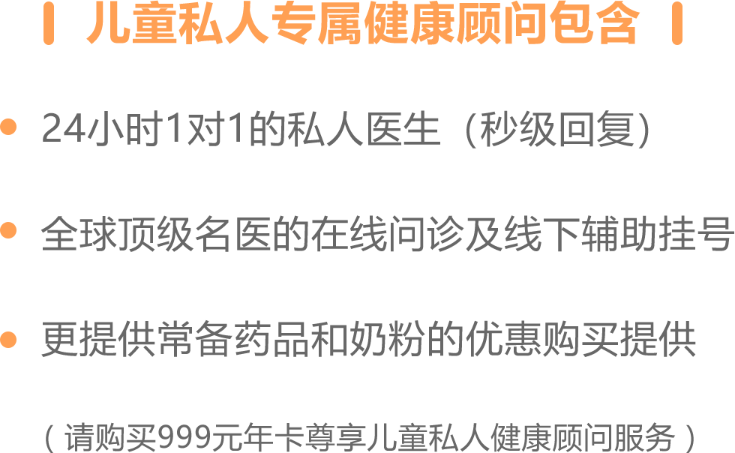 儿童私人专属健康顾问包含
24小时1对1的私人医生（秒级回复）
全球顶级名医的在线问诊及线下辅助挂号
更提供常备药品和奶粉的优惠购买提供
（请购买999元年卡尊享儿童私人健康顾问服务）